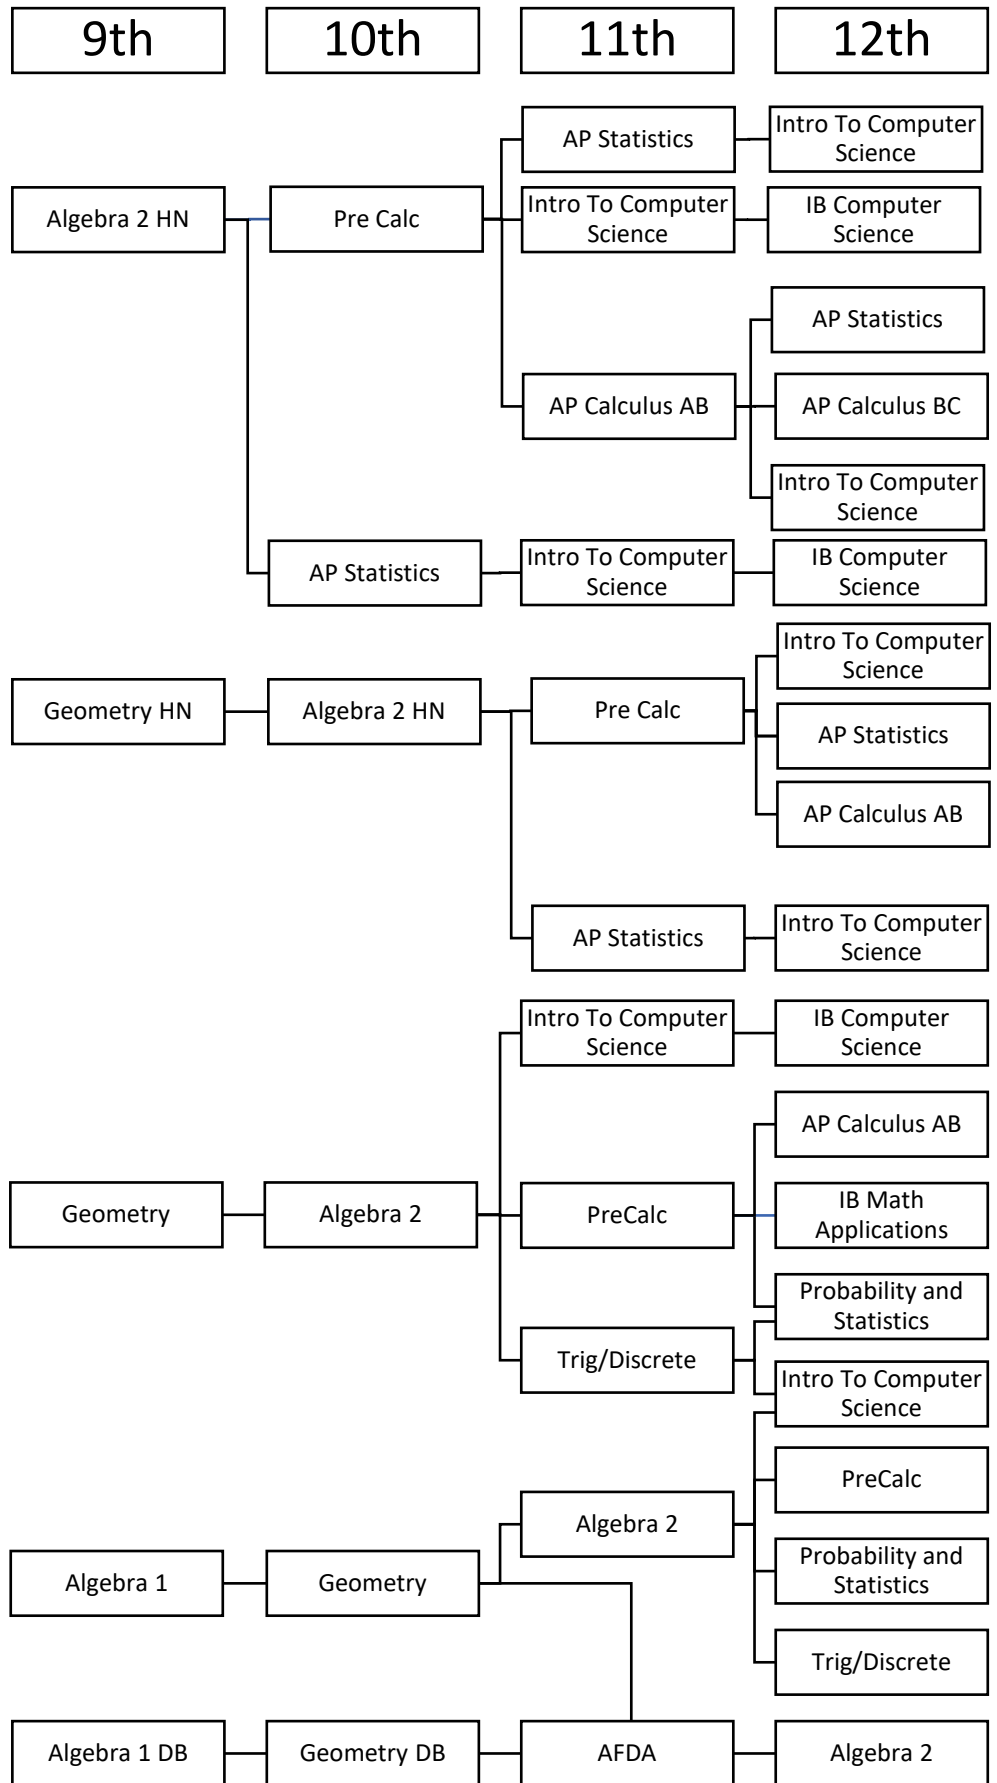 9th
10th
11th
12th
AP Statistics
Intro To Computer
Science
Algebra 2 HN
Pre Calc
Intro To Computer
Science
IB Computer
Science
AP Statistics
AP Calculus AB
AP Calculus BC
Intro To Computer
Science
AP Statistics
Intro To Computer
Science
IB Computer
Science
Intro To Computer
Science
Geometry HN
Algebra 2 HN
Pre Calc
AP Statistics
AP Calculus AB
AP Statistics
Intro To Computer
Science
Intro To Computer
Science
IB Computer
Science
AP Calculus AB
Geometry
Algebra 2
PreCalc
IB Math
Applications
Probability and
Statistics
Trig/Discrete
Intro To Computer
Science
PreCalc
Algebra 2
Probability and
Statistics
Algebra 1
Geometry
Trig/Discrete
Algebra 1 DB
Geometry DB
AFDA
Algebra 2